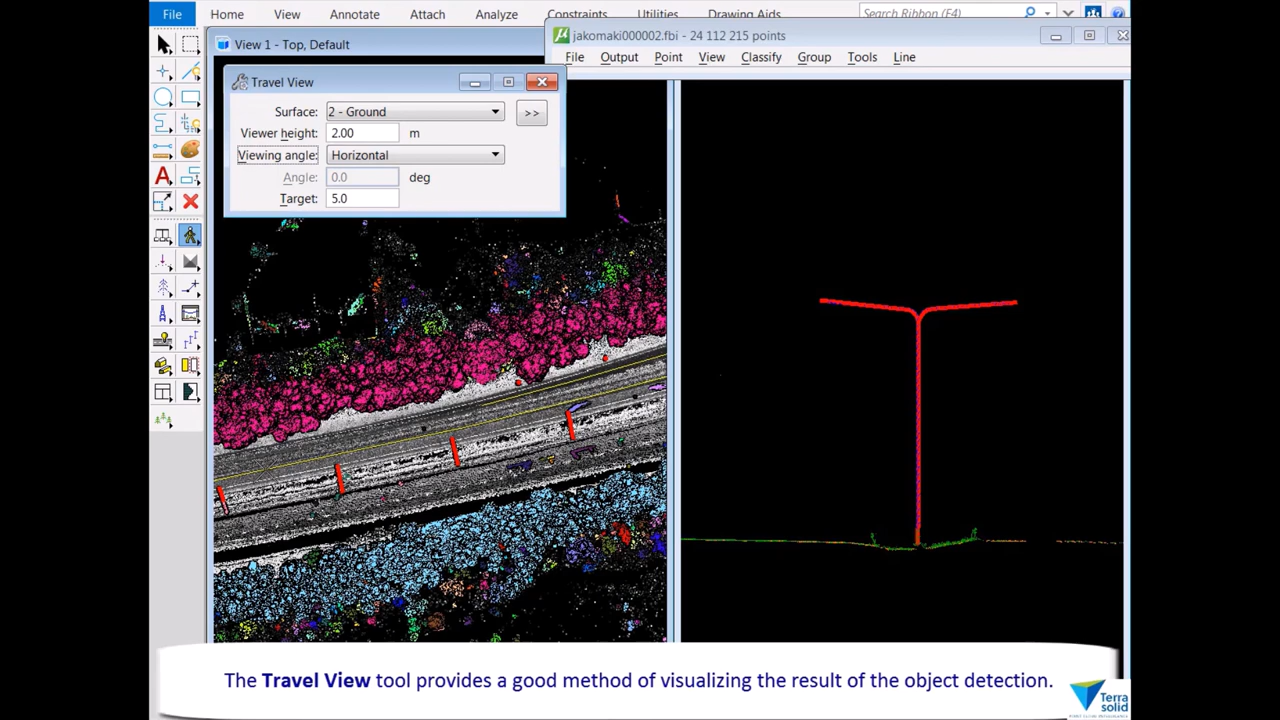 File Home View Annotate Attach Analyze Constraints Utilities Drawing Aids Search Ribbon (F4)
View 1 - Top, Default
jakomaki000002.fbi - 24 112 215 points
File Output Point View Classify Group Tools Line
Travel View
Surface: 2 - Ground >>
Viewer height: 2.00 m
Viewing angle: Horizontal
Angle: 0.0 deg
Target: 5.0
The Travel View tool provides a good method of visualizing the result of the object detection.
Terra
solid